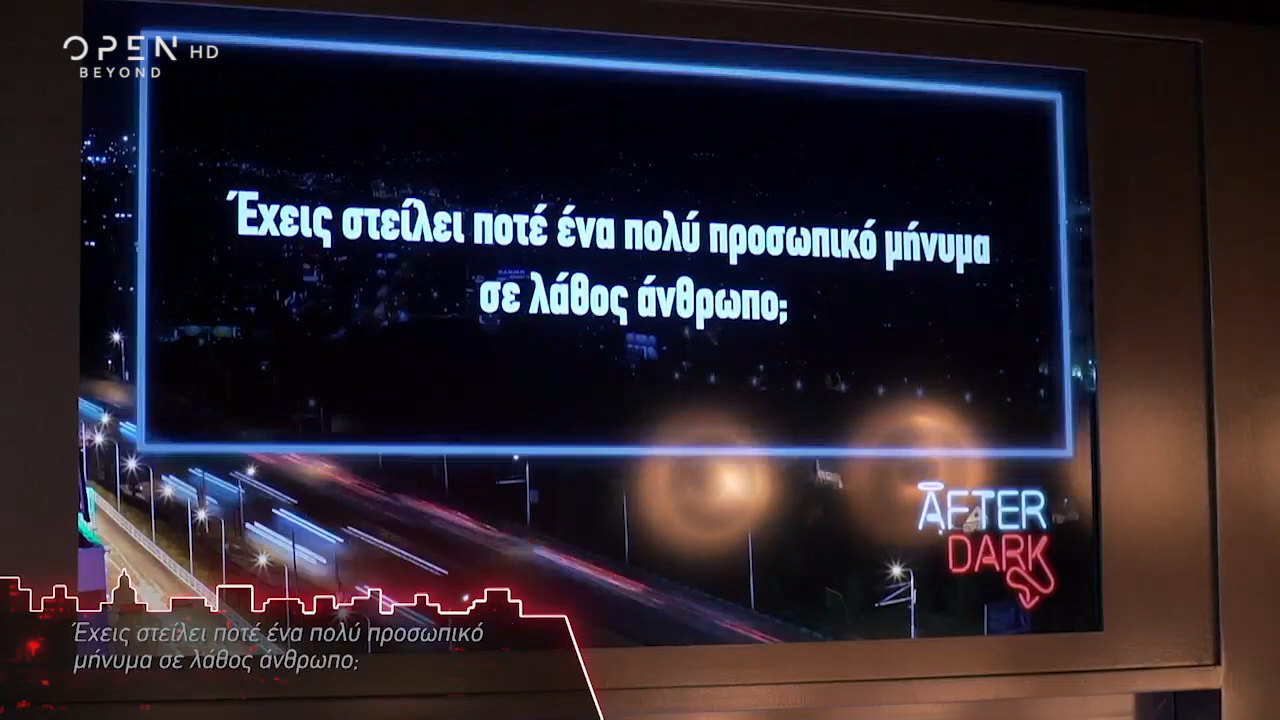 OPEN HD
BEYOND
Έχεις στείλει ποτέ ένα πολύ προσωπικό μήνυμα
σε λάθος άνθρωπο;
AFTER
DARK
Έχεις στείλει ποτέ ένα πολύ προσωπικό
μήνυμα σε λάθος άνθρωπο;